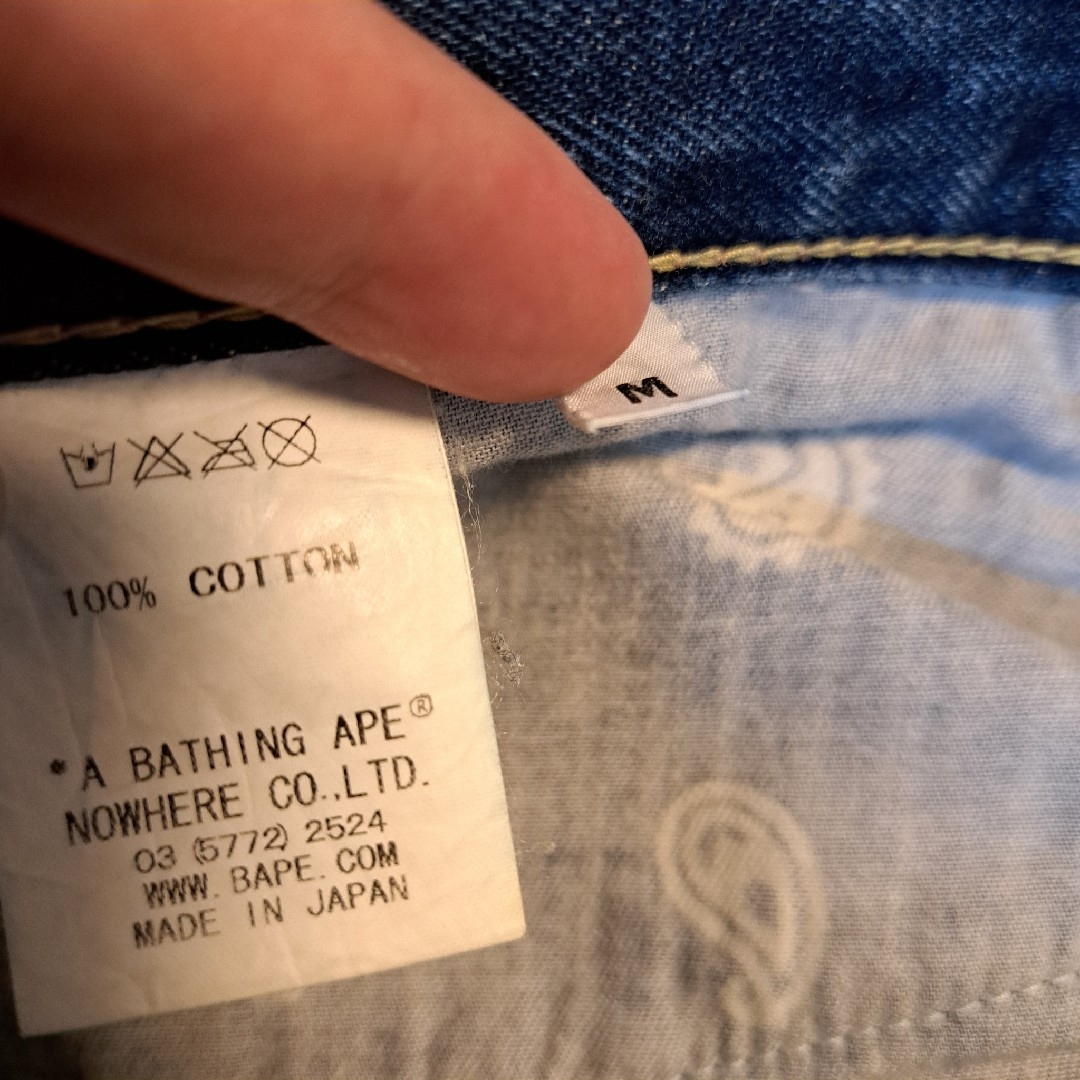 M
100% COTTON
*A BATHING APE®
NOWHERE CO.,LTD.
03 (5772) 2524
WWW. BAPE. COM
MADE IN JAPAN